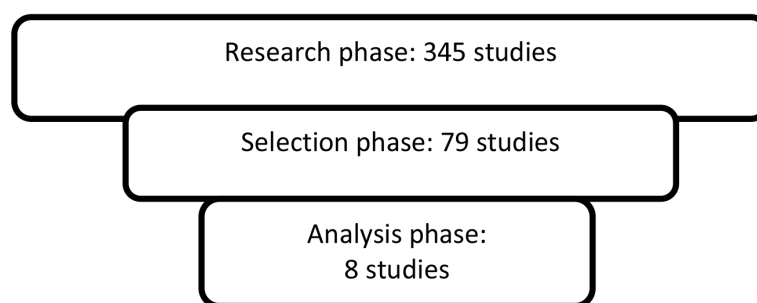 Research phase: 345 studies
Selection phase: 79 studies
Analysis phase:
8 studies